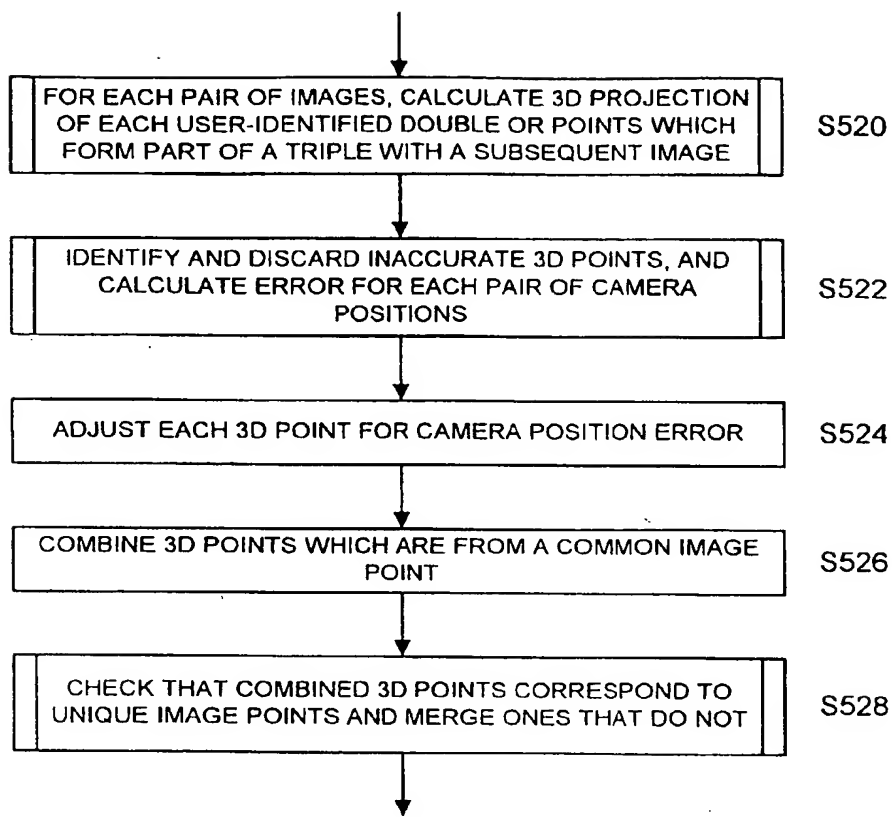 FOR EACH PAIR OF IMAGES, CALCULATE 3D PROJECTION
OF EACH USER-IDENTIFIED DOUBLE OR POINTS WHICH
FORM PART OF A TRIPLE WITH A SUBSEQUENT IMAGE
S520
IDENTIFY AND DISCARD INACCURATE 3D POINTS, AND
CALCULATE ERROR FOR EACH PAIR OF CAMERA
POSITIONS
S522
ADJUST EACH 3D POINT FOR CAMERA POSITION ERROR
S524
COMBINE 3D POINTS WHICH ARE FROM A COMMON IMAGE
POINT
S526
CHECK THAT COMBINED 3D POINTS CORRESPOND TO
UNIQUE IMAGE POINTS AND MERGE ONES THAT DO NOT
S528